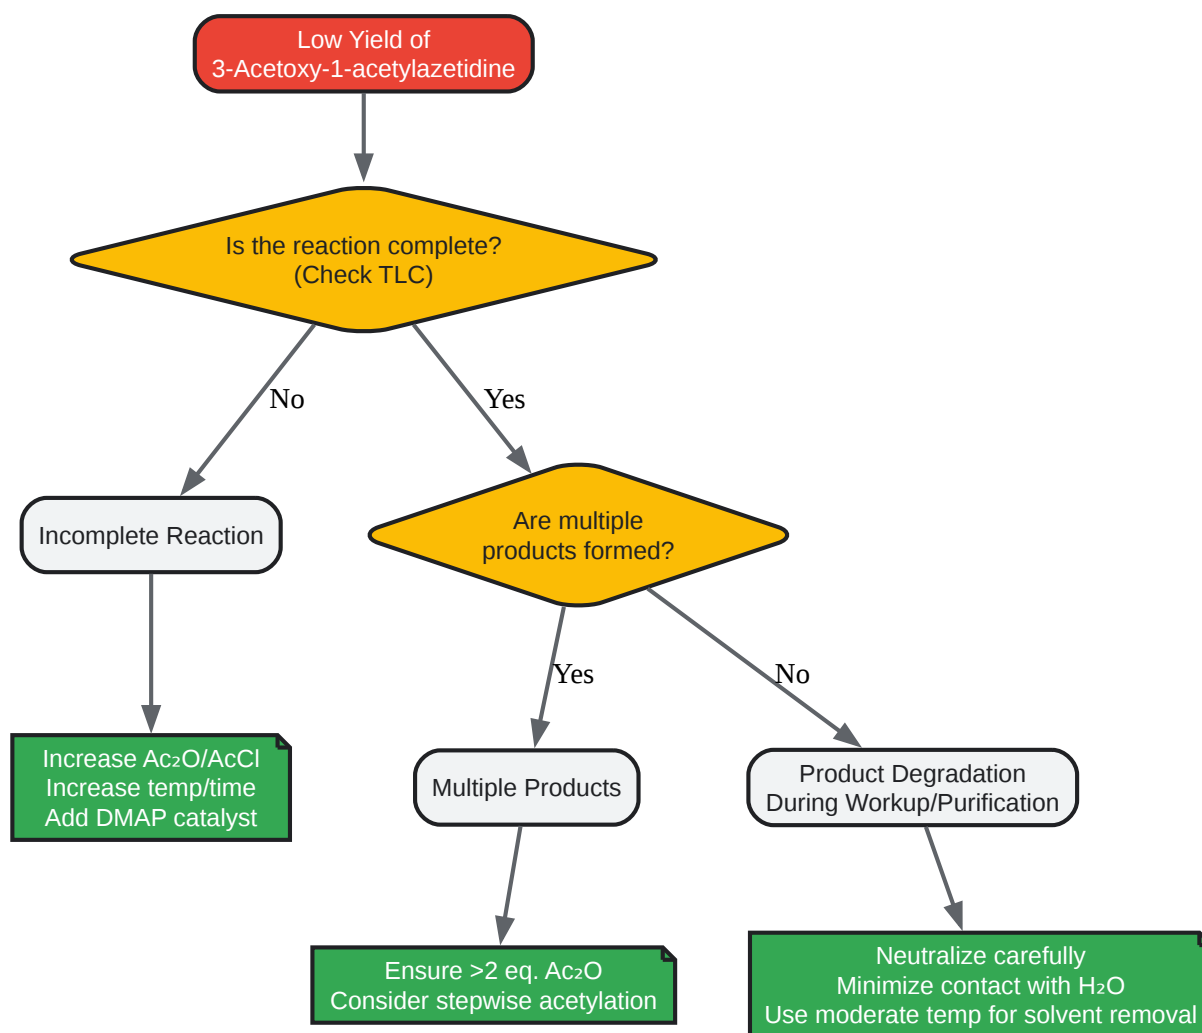 Low Yield of
3-Acetoxy-1-acetylazetidine
Is the reaction complete?
(Check TLC)
No
Yes
Incomplete Reaction
Are multiple
products formed?
Yes
No
Increase Ac₂O/AcCl
Increase temp/time
Add DMAP catalyst
Multiple Products
Product Degradation
During Workup/Purification
Ensure >2 eq. Ac₂O
Consider stepwise acetylation
Neutralize carefully
Minimize contact with H₂O
Use moderate temp for solvent removal